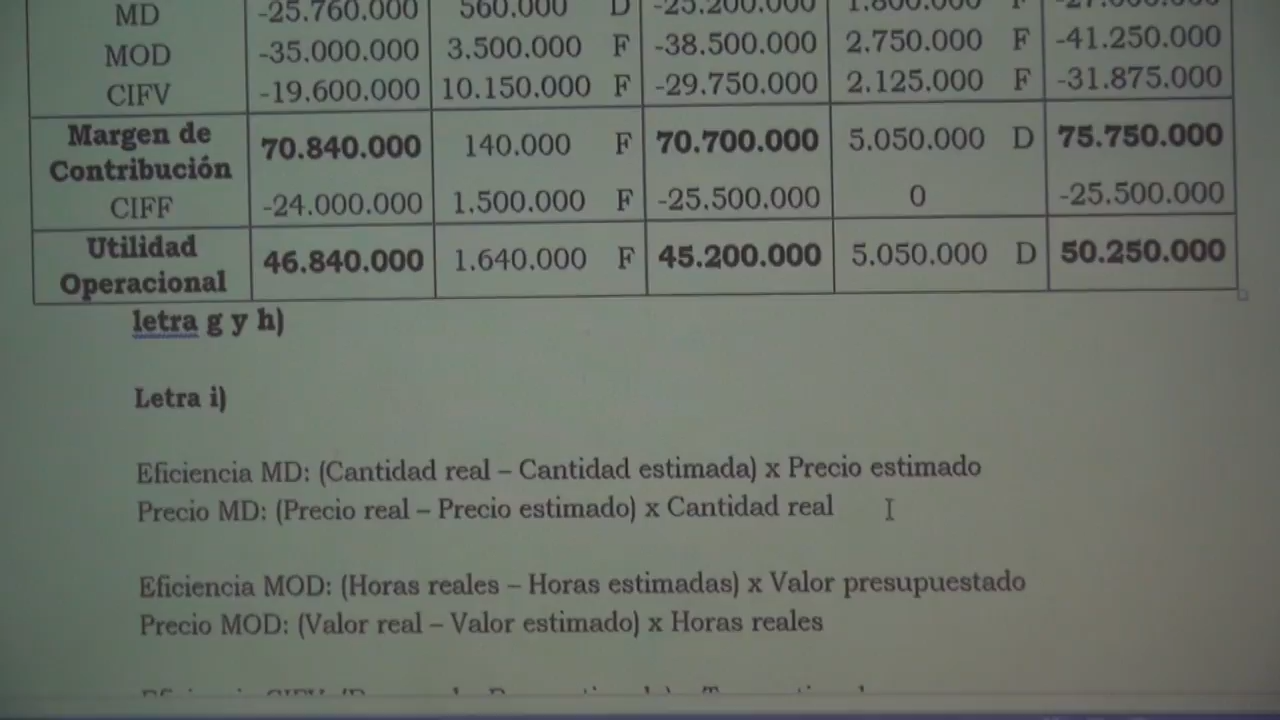 MD -25.760.000 560.000 D -25.200.000 1.800.000 F
MOD -35.000.000 3.500.000 F -38.500.000 2.750.000 F -41.250.000
CIFV -19.600.000 10.150.000 F -29.750.000 2.125.000 F -31.875.000
Margen de
Contribución 70.840.000 140.000 F 70.700.000 5.050.000 D 75.750.000
CIFF -24.000.000 1.500.000 F -25.500.000 0 -25.500.000
Utilidad
Operacional 46.840.000 1.640.000 F 45.200.000 5.050.000 D 50.250.000
letra g y h)
Letra i)
Eficiencia MD: (Cantidad real – Cantidad estimada) x Precio estimado
Precio MD: (Precio real – Precio estimado) x Cantidad real
Eficiencia MOD: (Horas reales – Horas estimadas) x Valor presupuestado
Precio MOD: (Valor real – Valor estimado) x Horas reales